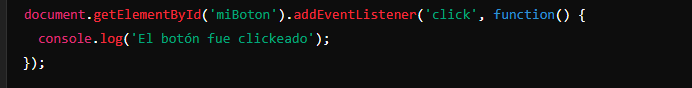 document.getElementById('miBoton').addEventListener('click', function() {
  console.log('El botón fue clickeado');
});